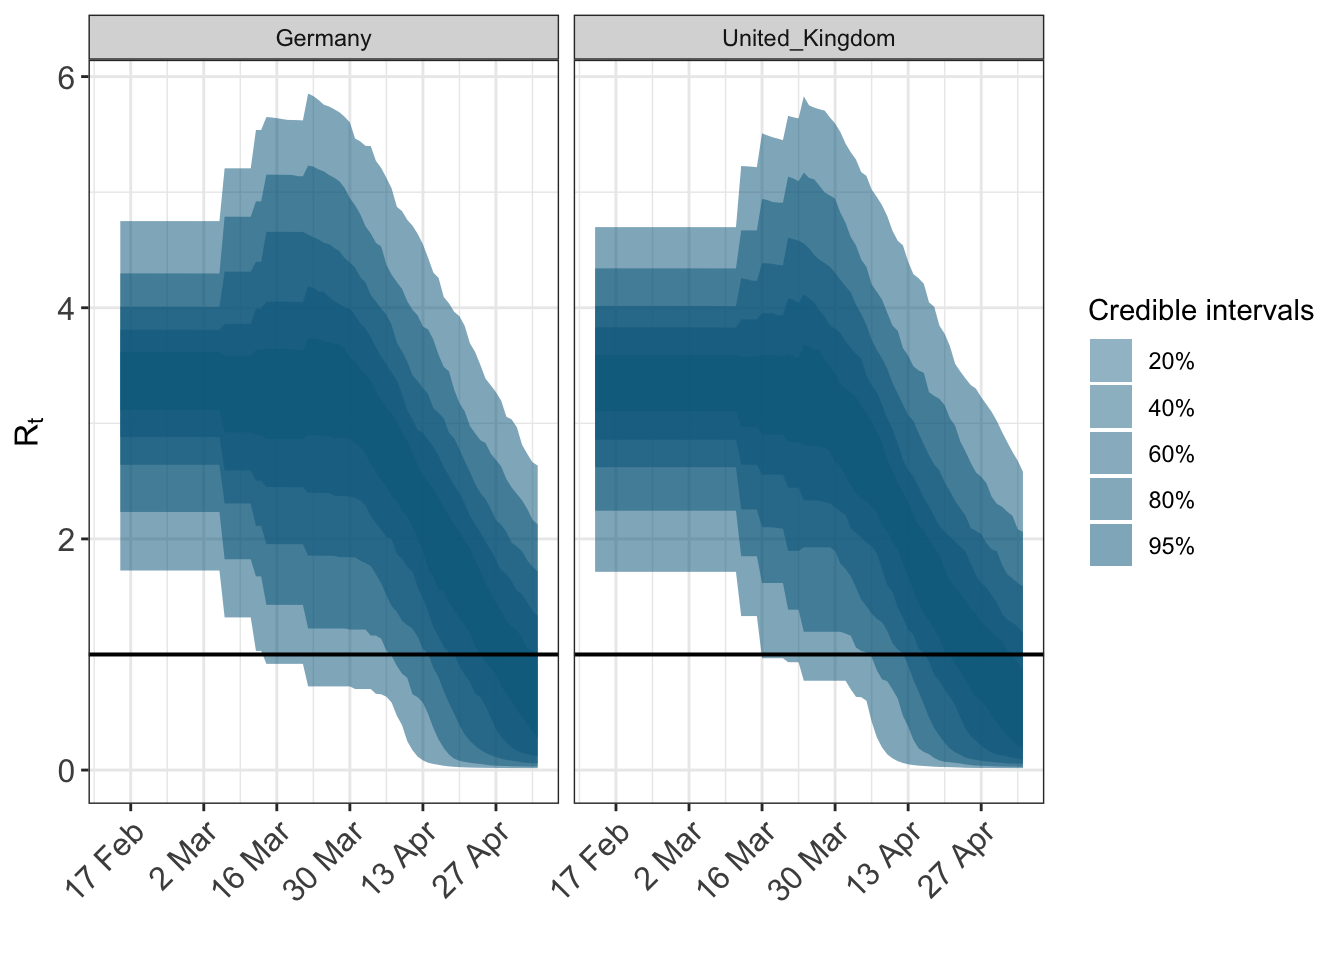 Germany
United_Kingdom
6
4
2
0
Rt
17 Feb
2 Mar
16 Mar
30 Mar
13 Apr
27 Apr
17 Feb
2 Mar
16 Mar
30 Mar
13 Apr
27 Apr
Credible intervals
20%
40%
60%
80%
95%